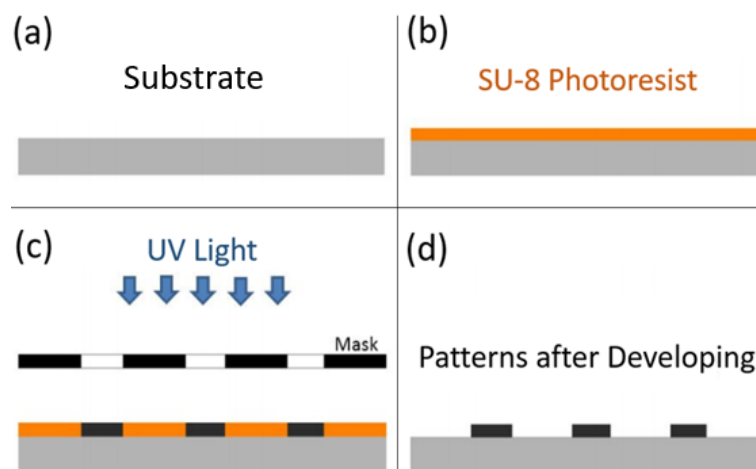 (a)
Substrate
(b)
SU-8 Photoresist
(c)
UV Light
Mask
(d)
Patterns after Developing